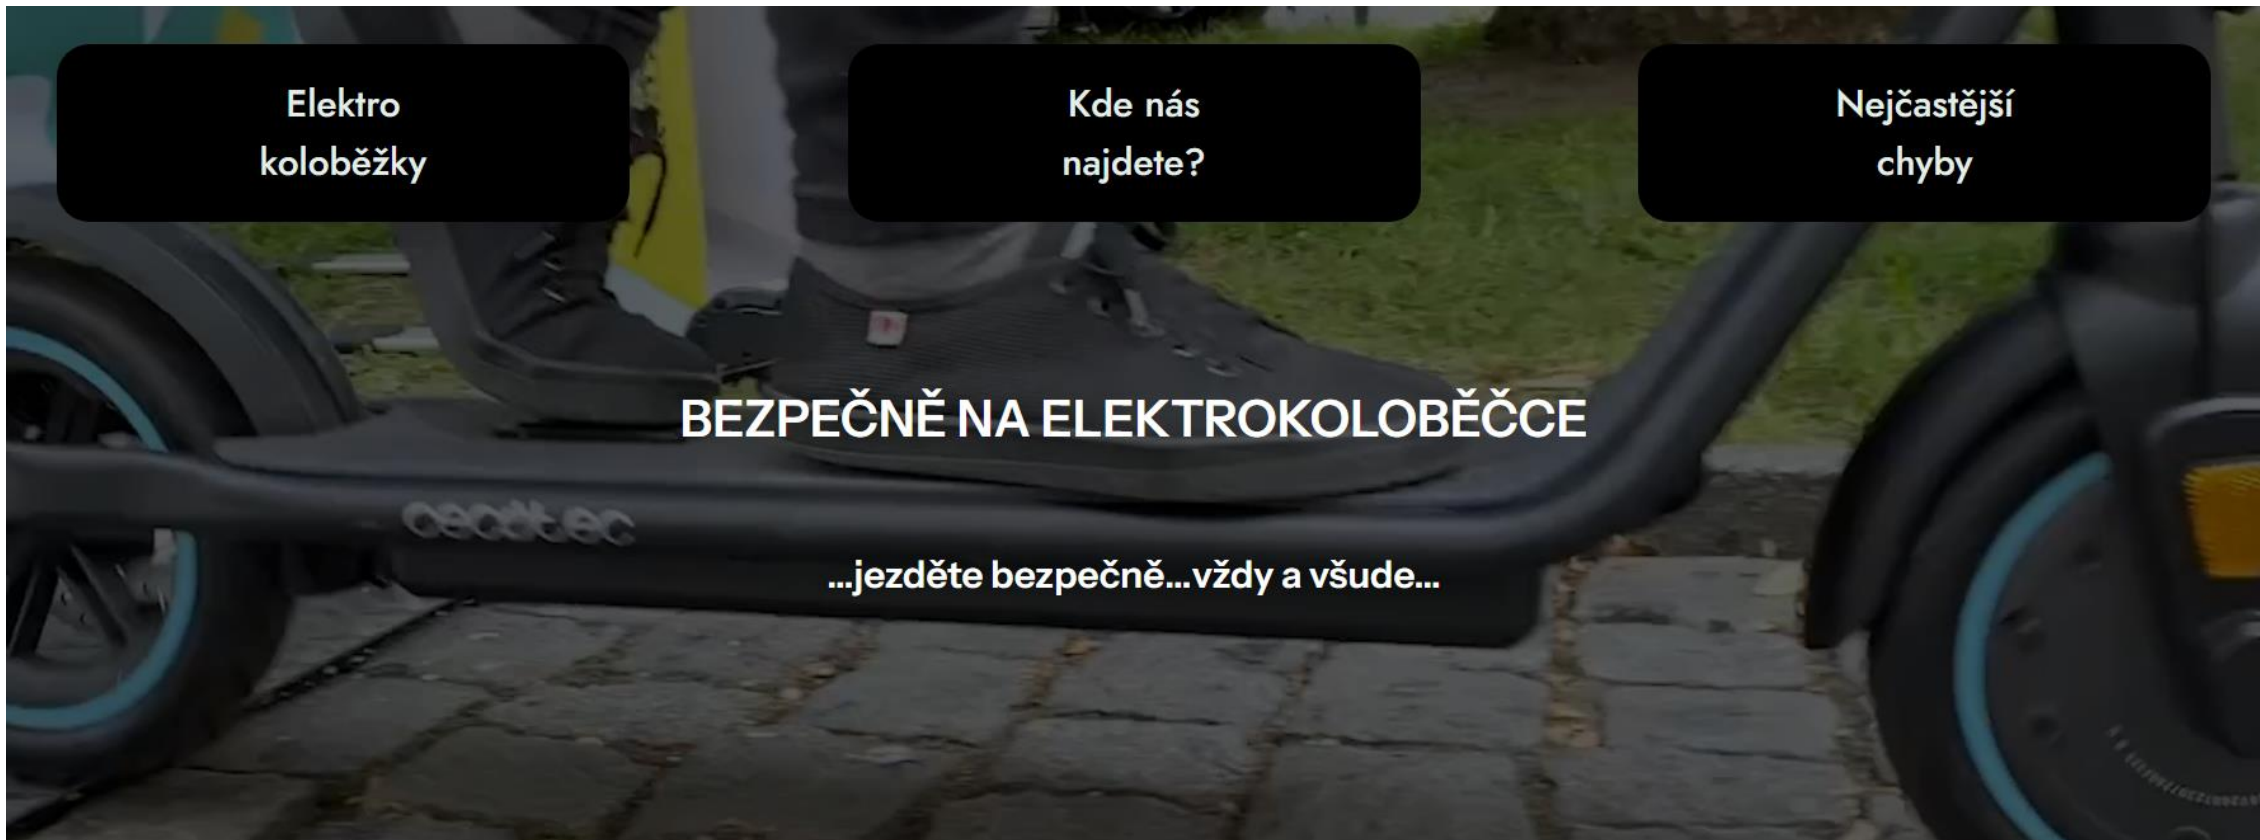 Elektro
koloběžky
Kde nás
najdete?
Nejčastější
chyby
BEZPEČNĚ NA ELEKTROKOLOBĚČCE
cecotec
...jezděte bezpečně...vždy a všude...